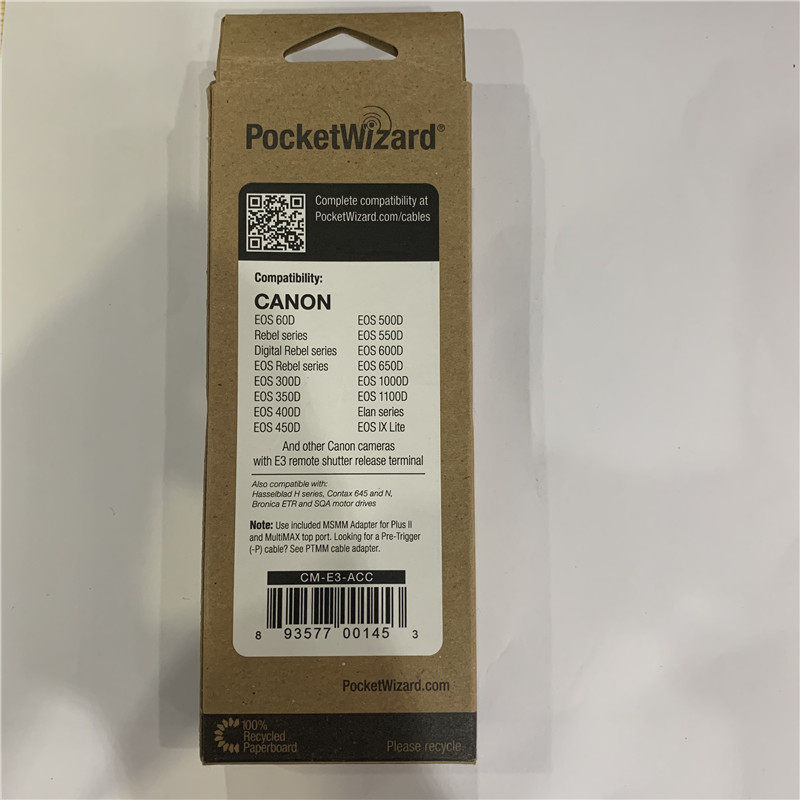 PocketWizard®
Complete compatibility at
PocketWizard.com/cables
Compatibility:
CANON
EOS 60D
Rebel series
Digital Rebel series
EOS Rebel series
EOS 300D
EOS 350D
EOS 400D
EOS 450D
EOS 500D
EOS 550D
EOS 600D
EOS 650D
EOS 1000D
EOS 1100D
Elan series
EOS IX Lite
And other Canon cameras
with E3 remote shutter release terminal
Also compatible with:
Hasselblad H series, Contax 645 and N,
Bronica ETR and SQA motor drives
Note: Use included MSMM Adapter for Plus II
and MultiMAX top port. Looking for a Pre-Trigger
(-P) cable? See PTMM cable adapter.
CM-E3-ACC
8 93577 00145 3
PocketWizard.com
100%
Recycled
Paperboard
Please recycle.